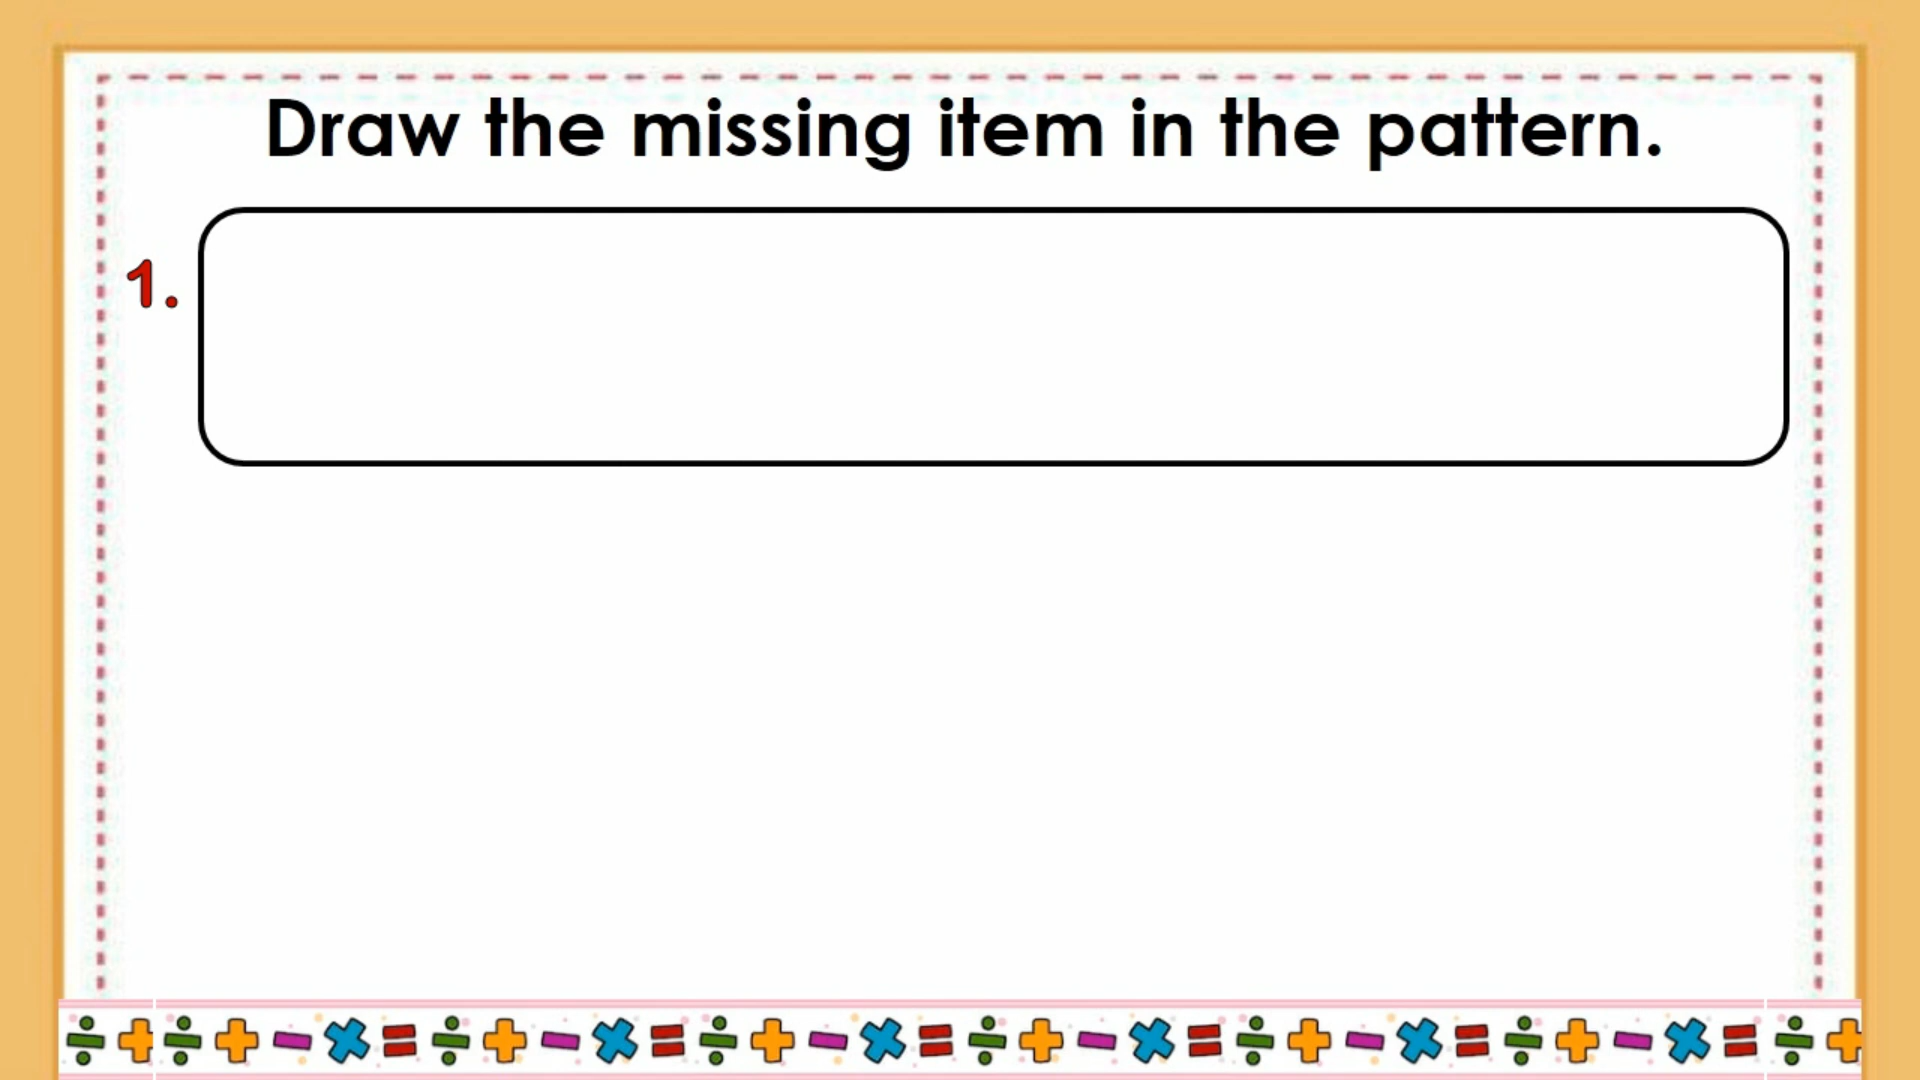 Draw the missing item in the pattern.
1.